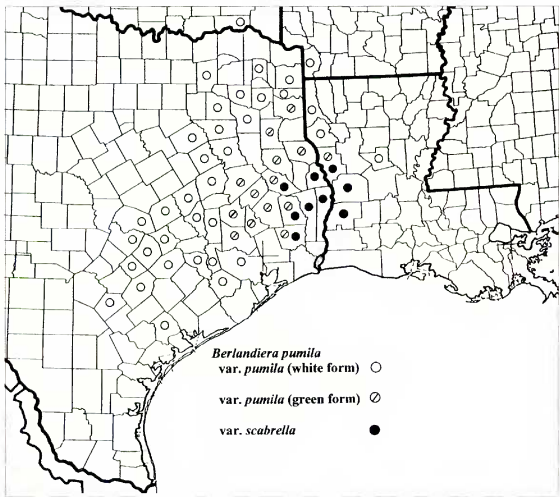 Berlandiera pumila
var. pumila (white form)
var. pumila (green form)
var. scabrella